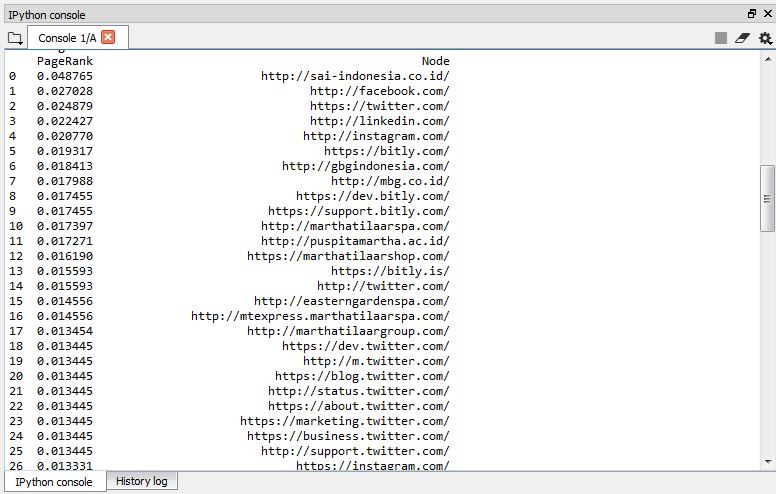 IPython console
Console 1/A
PageRank Node
0 0.048765 http://sai-indonesia.co.id/
1 0.027028 http://facebook.com/
2 0.024879 https://twitter.com/
3 0.022427 http://linkedin.com/
4 0.020770 http://instagram.com/
5 0.019317 https://bitly.com/
6 0.018413 http://gbgindonesia.com/
7 0.017988 http://mbg.co.id/
8 0.017455 https://dev.bitly.com/
9 0.017455 https://support.bitly.com/
10 0.017397 http://marthatilaarspa.com/
11 0.017271 http://puspitamartha.ac.id/
12 0.016190 https://marthatilaarshop.com/
13 0.015593 https://bitly.is/
14 0.015593 http://twitter.com/
15 0.014556 http://easterngardenspa.com/
16 0.014556 http://mtexpress.marthatilaarspa.com/
17 0.013454 http://marthatilaargroup.com/
18 0.013445 https://dev.twitter.com/
19 0.013445 http://m.twitter.com/
20 0.013445 https://blog.twitter.com/
21 0.013445 http://status.twitter.com/
22 0.013445 https://about.twitter.com/
23 0.013445 https://marketing.twitter.com/
24 0.013445 https://business.twitter.com/
25 0.013445 http://support.twitter.com/
26 0.013331 https://instagram.com/
IPython console
History log